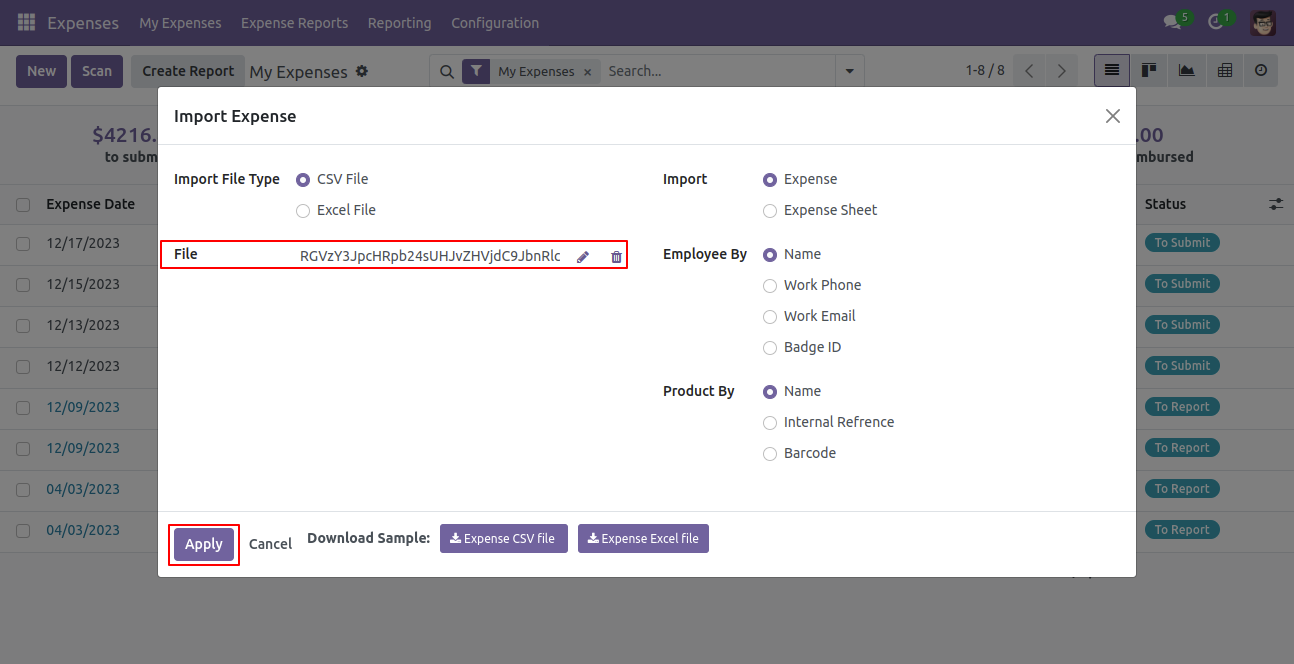 Expenses My Expenses Expense Reports Reporting Configuration 5 1
New Scan Create Report My Expenses My Expenses × Search... 1-8 / 8
Import Expense
$4216. .00
to subm mbursed
Import File Type CSV File
Excel File
File RGVzY3JpcHRpb24sUHJvZHVjdC9JbnRlc
Import Expense
Expense Sheet
Employee By Name
Work Phone
Work Email
Badge ID
Product By Name
Internal Refrence
Barcode
Apply Cancel Download Sample: Expense CSV file Expense Excel file
Expense Date Status
12/17/2023 To Submit
12/15/2023 To Submit
12/13/2023 To Submit
12/12/2023 To Submit
12/09/2023 To Report
12/09/2023 To Report
04/03/2023 To Report
04/03/2023 To Report